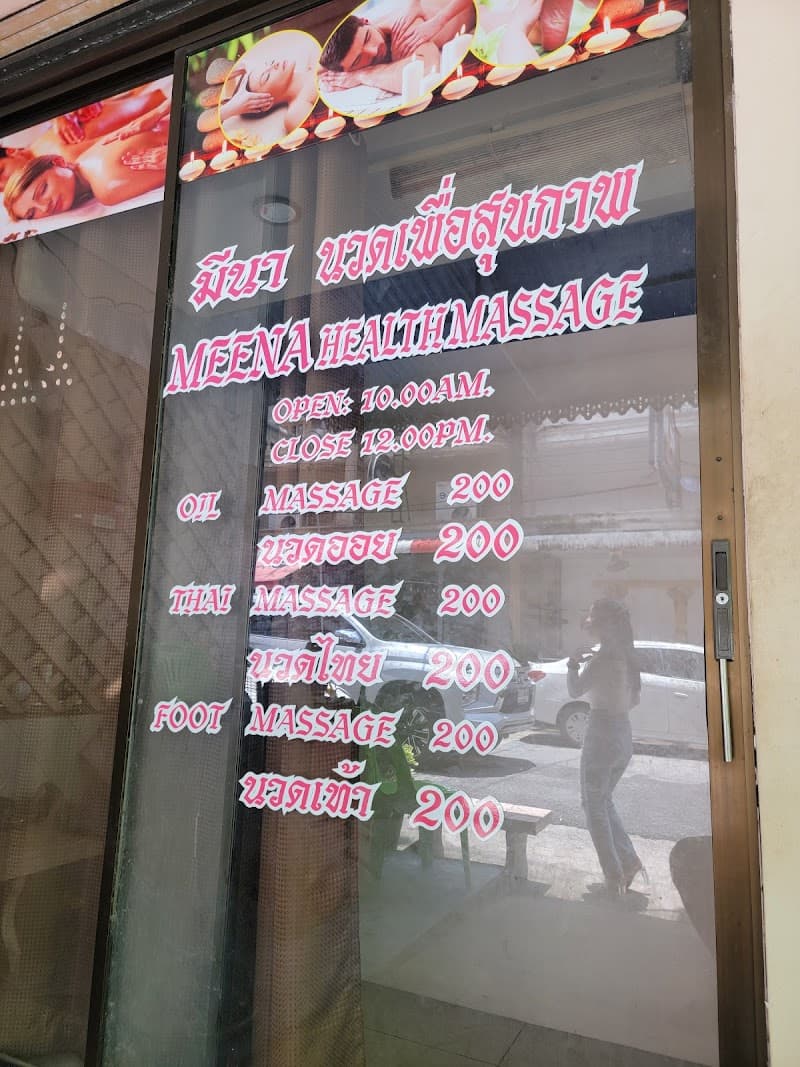 มีนา นวดเพื่อสุขภาพ
MEENA HEALTH MASSAGE
OPEN: 10.00AM.
CLOSE 12.00PM.
OIL MASSAGE 200
นวดออย 200
THAI MASSAGE 200
นวดไทย 200
FOOT MASSAGE 200
นวดเท้า 200